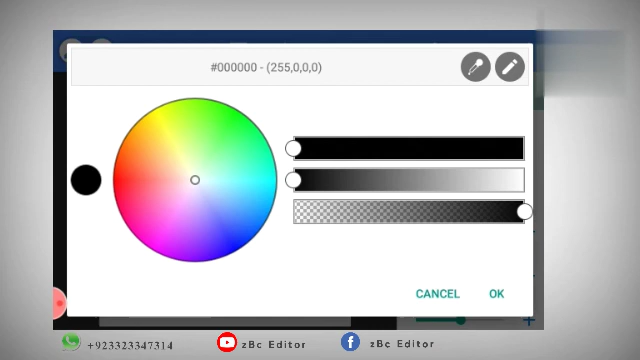 #000000 - (255,0,0,0)
CANCEL OK
+923323347314 zBc Editor zBc Editor